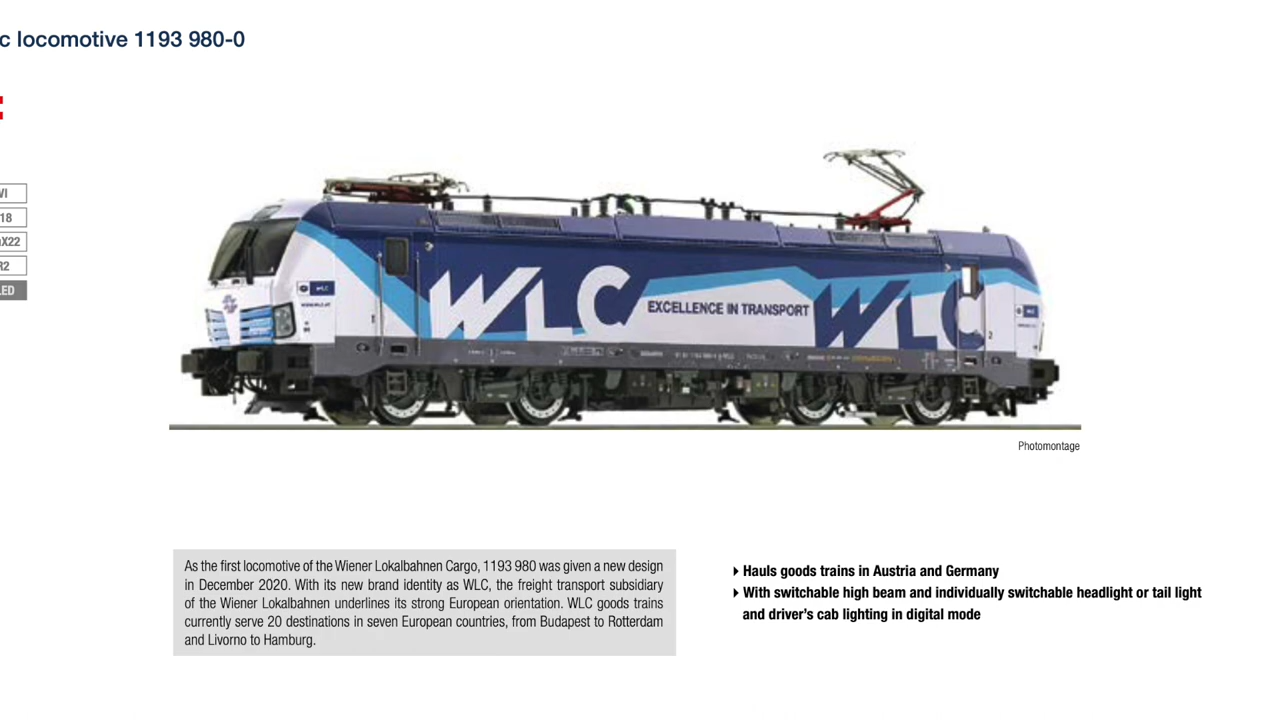 c locomotive 1193 980-0
VI
18
X22
R2
LED
WLC
EXCELLENCE IN TRANSPORT
WLC
WLC
Photomontage
As the first locomotive of the Wiener Lokalbahnen Cargo, 1193 980 was given a new design
in December 2020. With its new brand identity as WLC, the freight transport subsidiary
of the Wiener Lokalbahnen underlines its strong European orientation. WLC goods trains
currently serve 20 destinations in seven European countries, from Budapest to Rotterdam
and Livorno to Hamburg.
Hauls goods trains in Austria and Germany
With switchable high beam and individually switchable headlight or tail light
and driver's cab lighting in digital mode